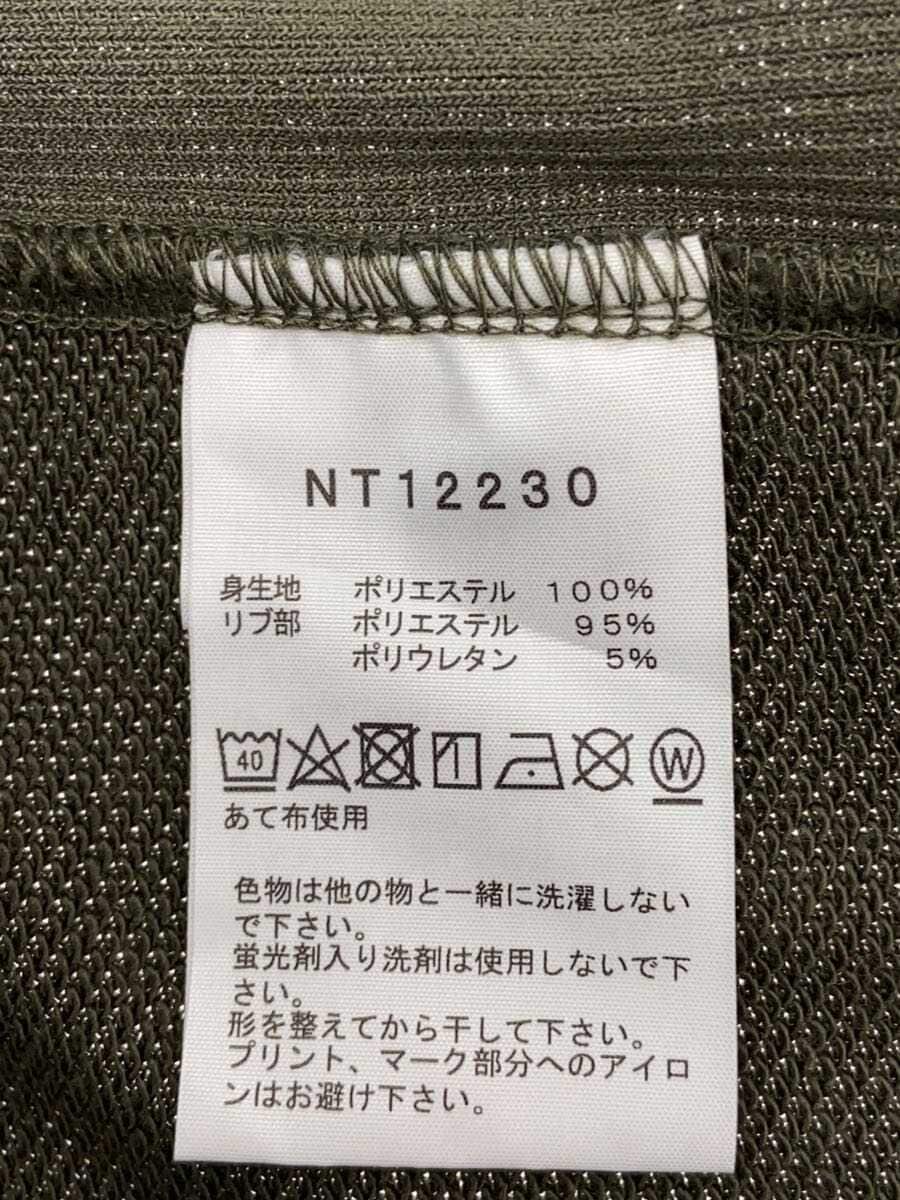 NT12230
身生地 ポリエステル 100%
リブ部 ポリエステル 95%
ポリウレタン 5%
40 W
あて布使用
色物は他の物と一緒に洗濯しない
で下さい。
蛍光剤入り洗剤は使用しないで下
さい。
形を整えてから干して下さい。
プリント、マーク部分へのアイロ
ンはお避け下さい。